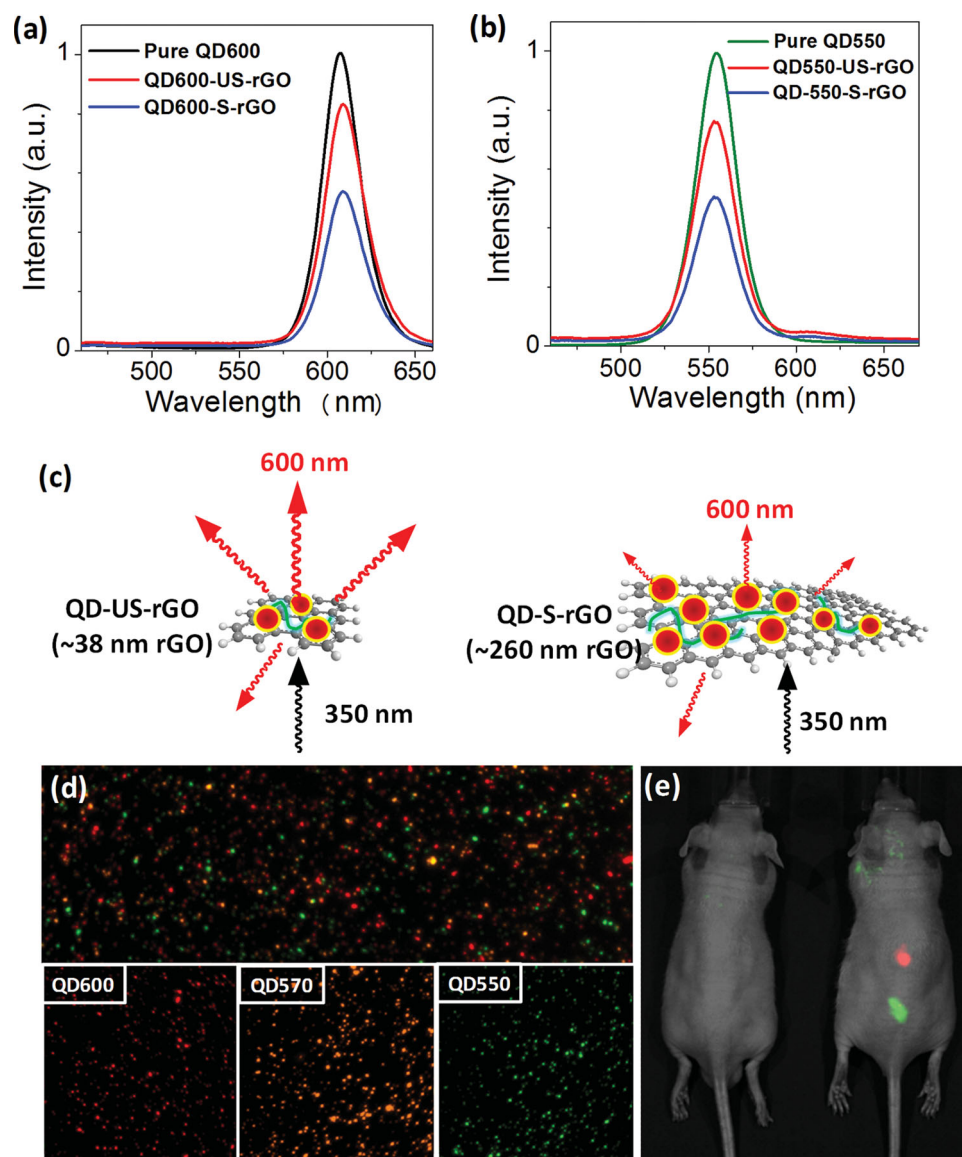 (a)
Pure QD600
QD600-US-rGO
QD600-S-rGO
1
0
Intensity (a.u.)
500 550 600 650
Wavelength (nm)
(b)
Pure QD550
QD550-US-rGO
QD-550-S-rGO
1
0
Intensity (a.u.)
500 550 600 650
Wavelength (nm)
(c)
600 nm
QD-US-rGO
(~38 nm rGO)
350 nm
600 nm
QD-S-rGO
(~260 nm rGO)
350 nm
(d)
QD600
QD570
QD550
(e)